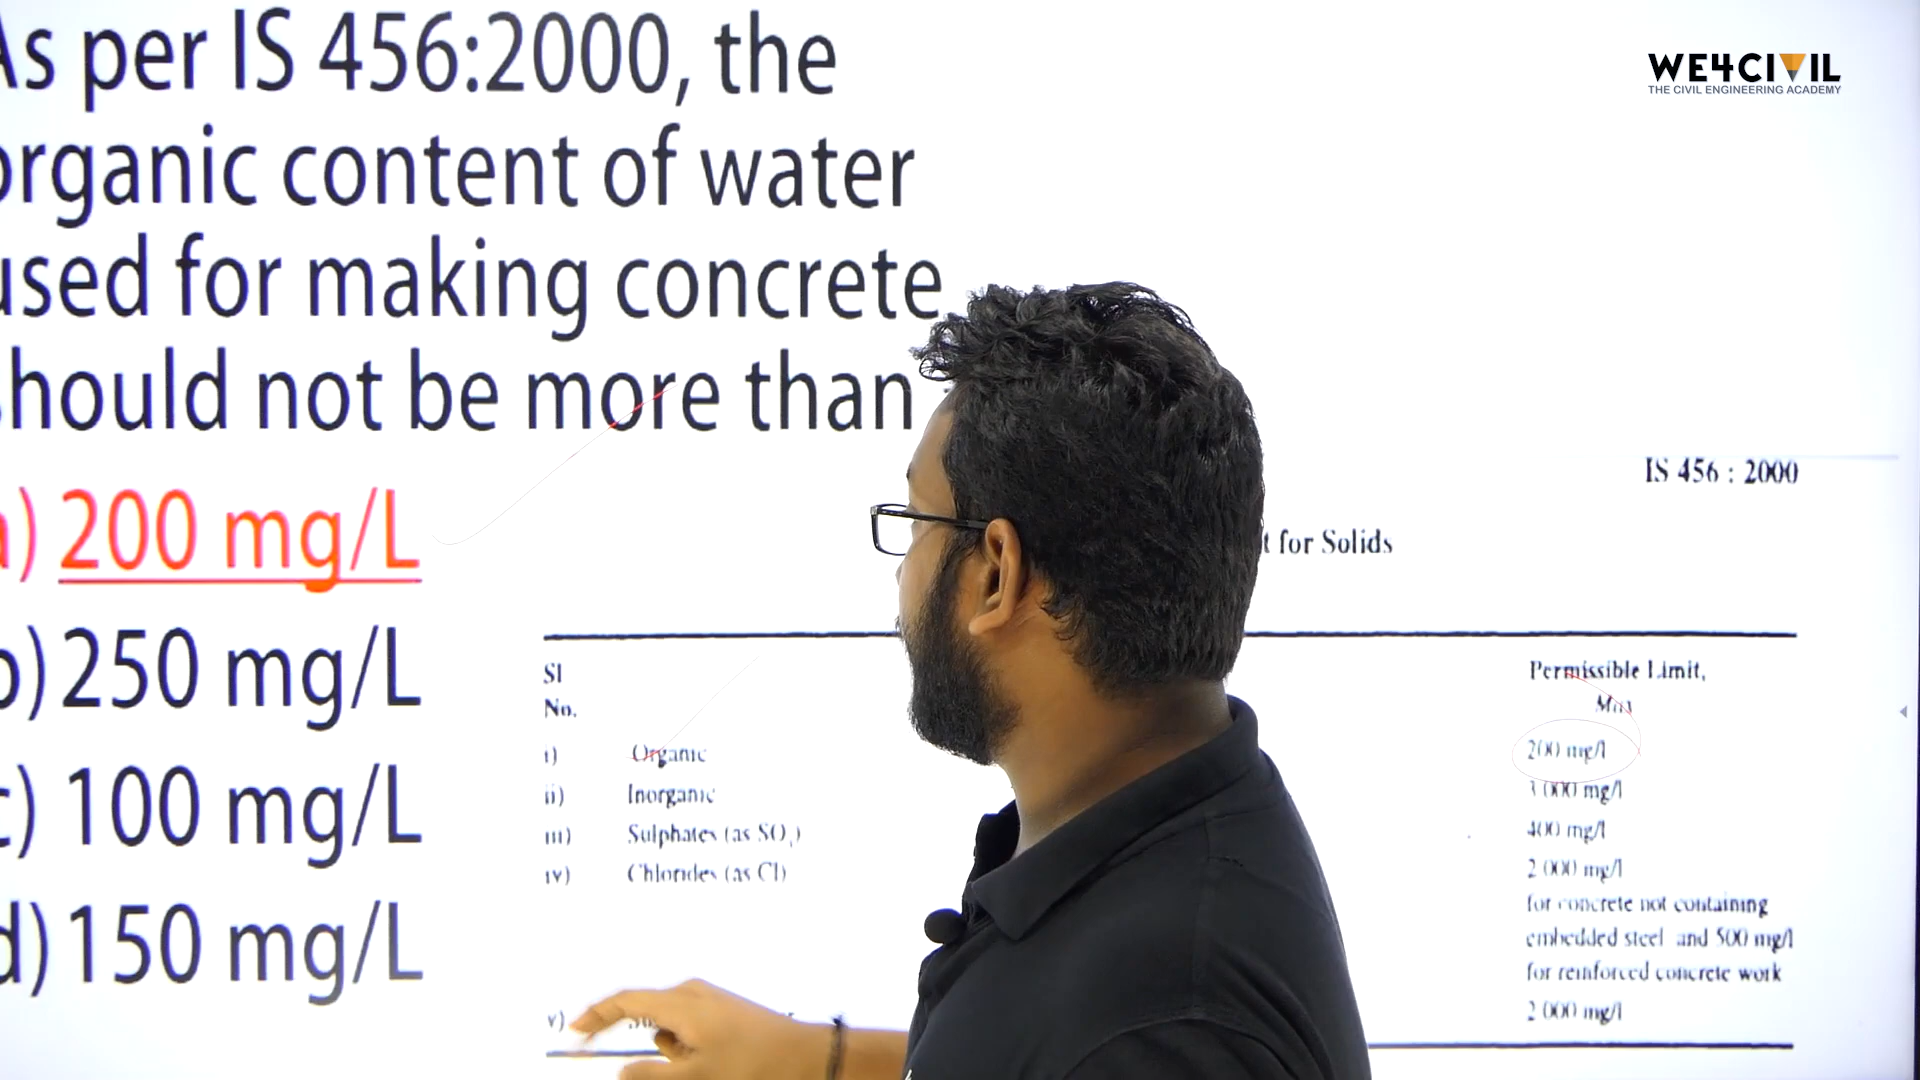 As per IS 456:2000, the
organic content of water
used for making concrete
should not be more than
a) 200 mg/L
b) 250 mg/L
c) 100 mg/L
d) 150 mg/L
WE4CIVIL
THE CIVIL ENGINEERING ACADEMY
IS 456 : 2000
for Solids
Sl
No.
Permissible Limit,
Max
i) Organic 200 mg/l
ii) Inorganic 3 000 mg/l
iii) Sulphates (as SO3) 400 mg/l
iv) Chlorides (as Cl) 2 000 mg/l
for concrete not containing
embedded steel and 500 mg/l
for reinforced concrete work
v) 2 000 mg/l